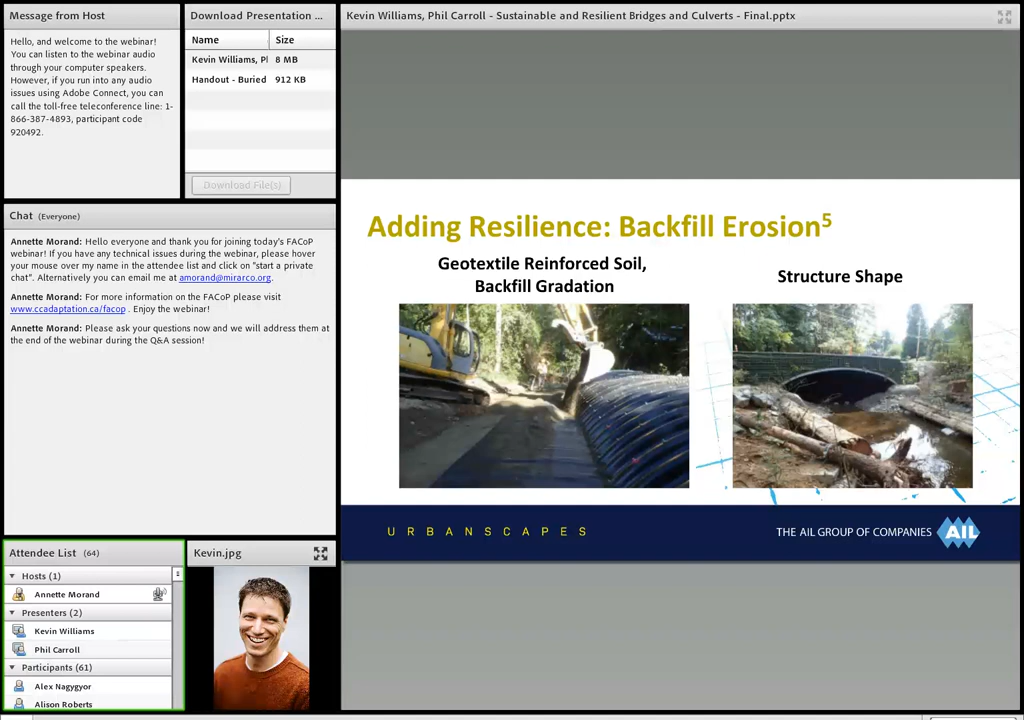 Message from Host
Hello, and welcome to the webinar!
You can listen to the webinar audio
through your computer speakers.
However, if you run into any audio
issues using Adobe Connect, you can
call the toll-free teleconference line: 1-
866-387-4893, participant code
920492.
Download Presentation ...
Name Size
Kevin Williams, Pl 8 MB
Handout - Buried 912 KB
Download File(s)
Chat (Everyone)
Annette Morand: Hello everyone and thank you for joining today's FACoP
webinar! If you have any technical issues during the webinar, please hover
your mouse over my name in the attendee list and click on "start a private
chat". Alternatively you can email me at amorand@mirarco.org.
Annette Morand: For more information on the FACoP please visit
www.ccadaptation.ca/facop . Enjoy the webinar!
Annette Morand: Please ask your questions now and we will address them at
the end of the webinar during the Q&A session!
Attendee List (64)
Hosts (1)
Annette Morand
Presenters (2)
Kevin Williams
Phil Carroll
Participants (61)
Alex Nagygyor
Alison Roberts
Kevin.jpg
Kevin Williams, Phil Carroll - Sustainable and Resilient Bridges and Culverts - Final.pptx
Adding Resilience: Backfill Erosion⁵
Geotextile Reinforced Soil,
Backfill Gradation
Structure Shape
URBANSCAPES
THE AIL GROUP OF COMPANIES AIL